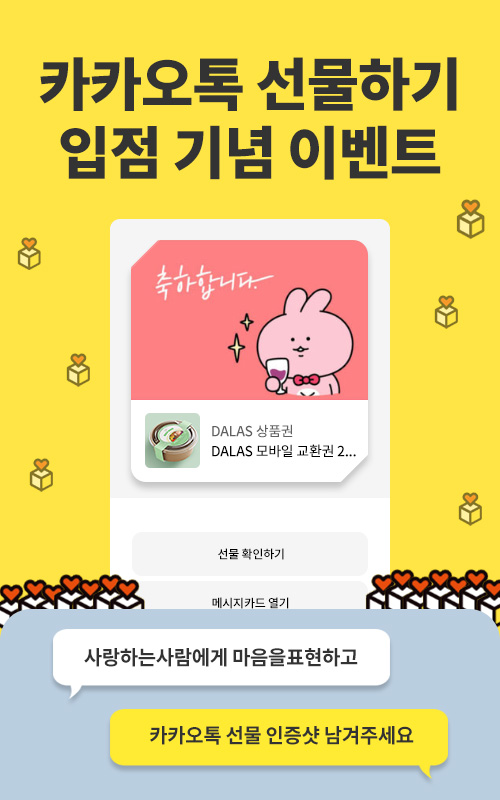 카카오톡 선물하기
입점 기념 이벤트
축하합니다.
DALAS 상품권
DALAS 모바일 교환권 2...
선물 확인하기
메시지카드 열기
사랑하는사람에게 마음을표현하고
카카오톡 선물 인증샷 남겨주세요